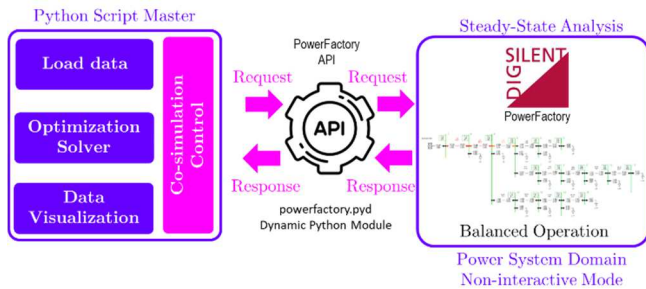 Python Script Master
Load data
Optimization
Solver
Data
Visualization
Co-simulation
Control
PowerFactory
API
Request
Request
API
Response
Response
powerfactory.pyd
Dynamic Python Module
Steady-State Analysis
DIgSILENT
PowerFactory
Balanced Operation
Power System Domain
Non-interactive Mode